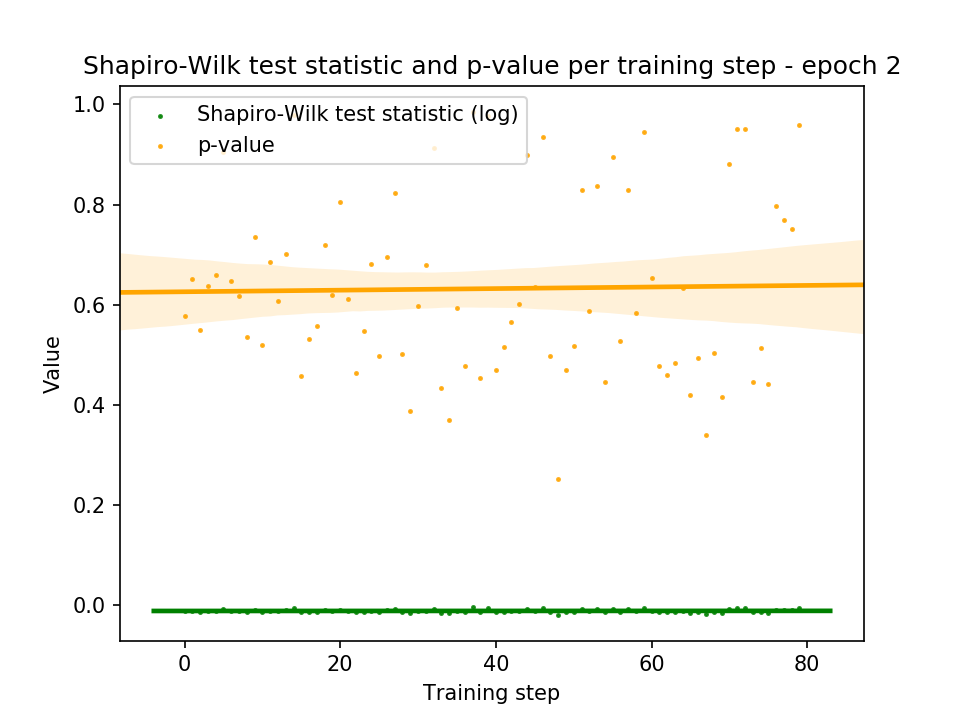 Shapiro-Wilk test statistic and p-value per training step - epoch 2
Shapiro-Wilk test statistic (log)
p-value
Value
1.0
0.8
0.6
0.4
0.2
0.0
0
20
40
60
80
Training step